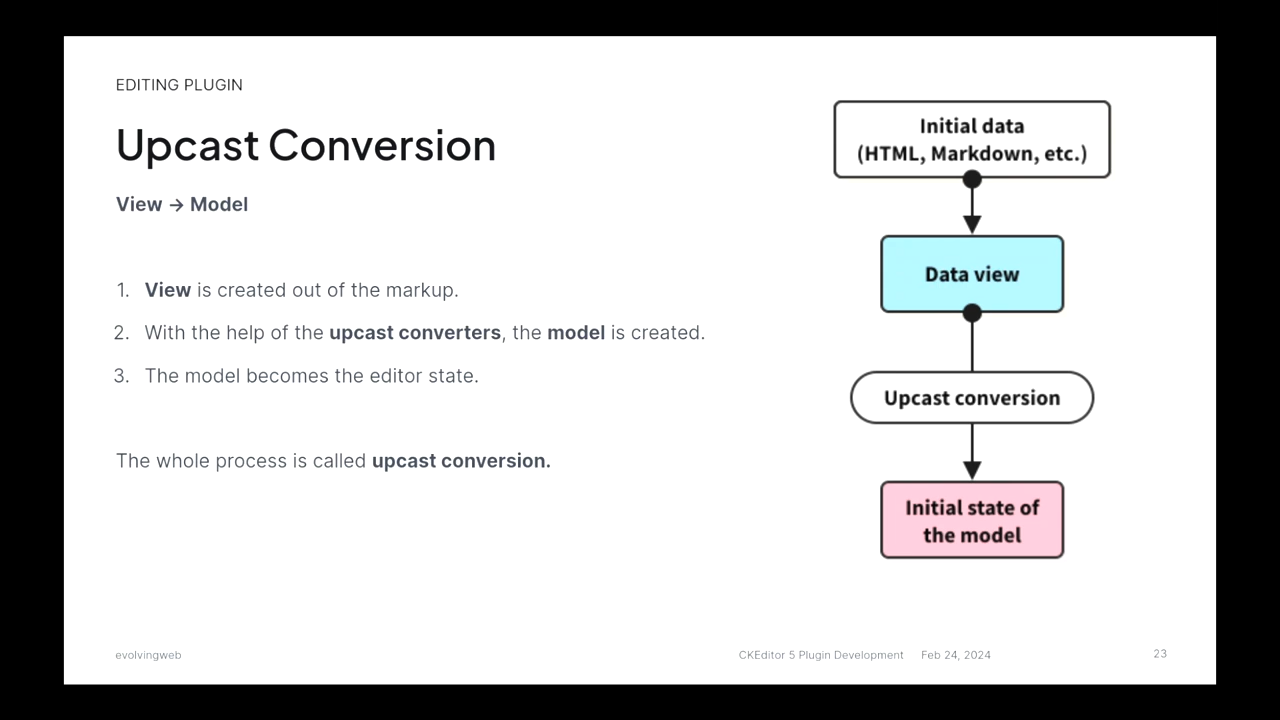 EDITING PLUGIN
Upcast Conversion
View → Model
1. View is created out of the markup.
2. With the help of the upcast converters, the model is created.
3. The model becomes the editor state.
The whole process is called upcast conversion.
Initial data
(HTML, Markdown, etc.)
Data view
Upcast conversion
Initial state of
the model
evolvingweb
CKEditor 5 Plugin Development Feb 24, 2024
23